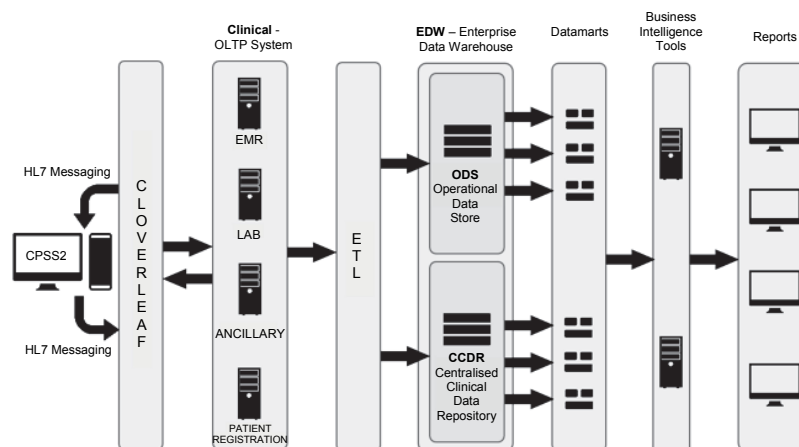 Clinical -
OLTP System
EDW – Enterprise
Data Warehouse
Datamarts
Business
Intelligence
Tools
Reports
HL7 Messaging
CPSS2
HL7 Messaging
C
L
O
V
E
R
L
E
A
F
EMR
LAB
ANCILLARY
PATIENT
REGISTRATION
E
T
L
ODS
Operational
Data
Store
CCDR
Centralised
Clinical
Data
Repository